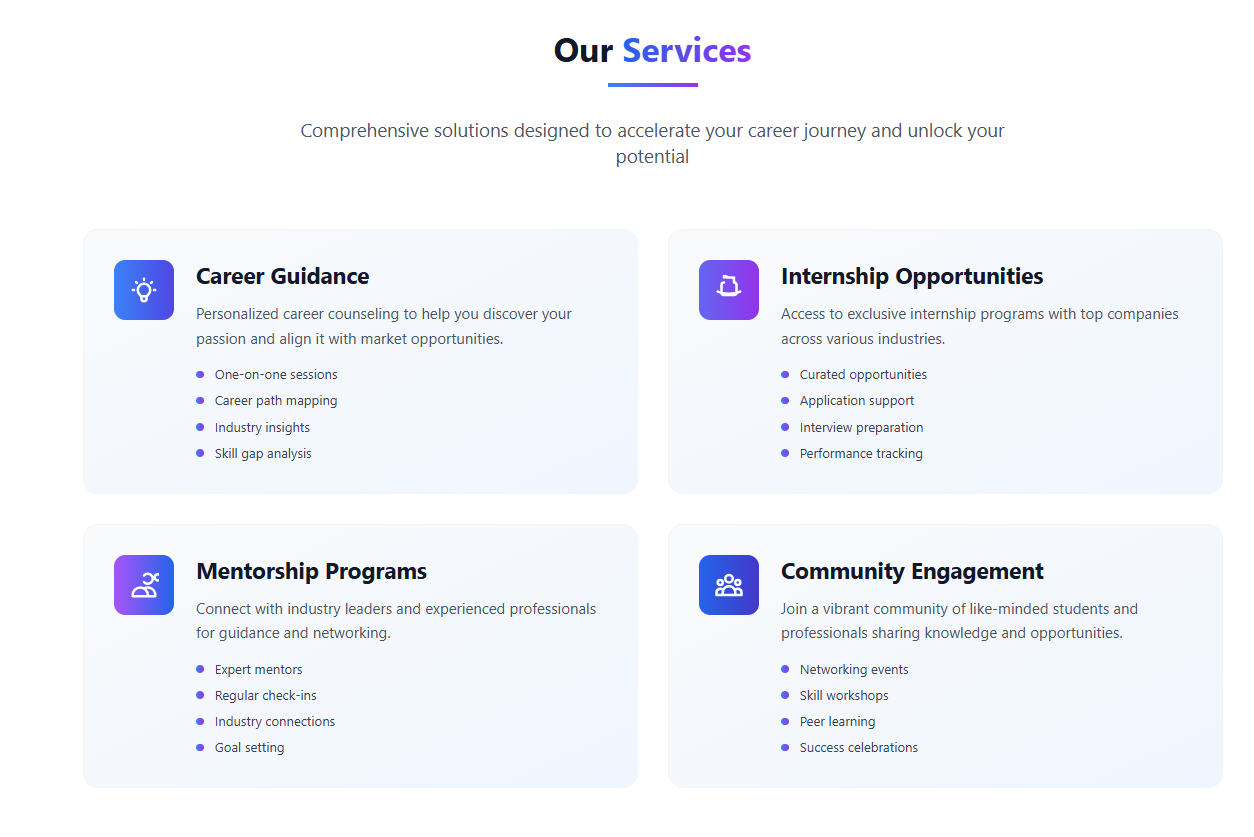 Our Services
Comprehensive solutions designed to accelerate your career journey and unlock your
potential
Career Guidance
Personalized career counseling to help you discover your
passion and align it with market opportunities.
One-on-one sessions
Career path mapping
Industry insights
Skill gap analysis
Internship Opportunities
Access to exclusive internship programs with top companies
across various industries.
Curated opportunities
Application support
Interview preparation
Performance tracking
Mentorship Programs
Connect with industry leaders and experienced professionals
for guidance and networking.
Expert mentors
Regular check-ins
Industry connections
Goal setting
Community Engagement
Join a vibrant community of like-minded students and
professionals sharing knowledge and opportunities.
Networking events
Skill workshops
Peer learning
Success celebrations